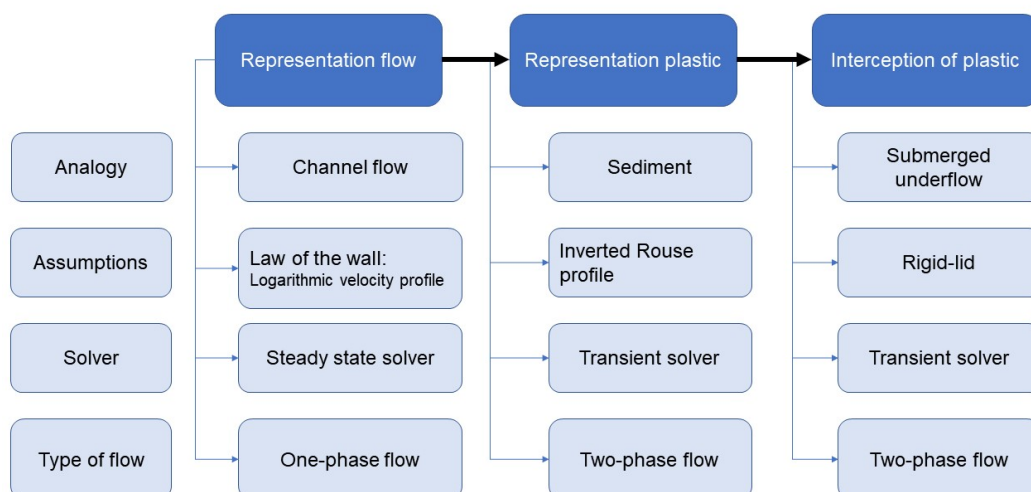 Representation flow
Representation plastic
Interception of plastic
Analogy
Channel flow
Sediment
Submerged
underflow
Assumptions
Law of the wall:
Logarithmic velocity profile
Inverted Rouse
profile
Rigid-lid
Solver
Steady state solver
Transient solver
Transient solver
Type of flow
One-phase flow
Two-phase flow
Two-phase flow